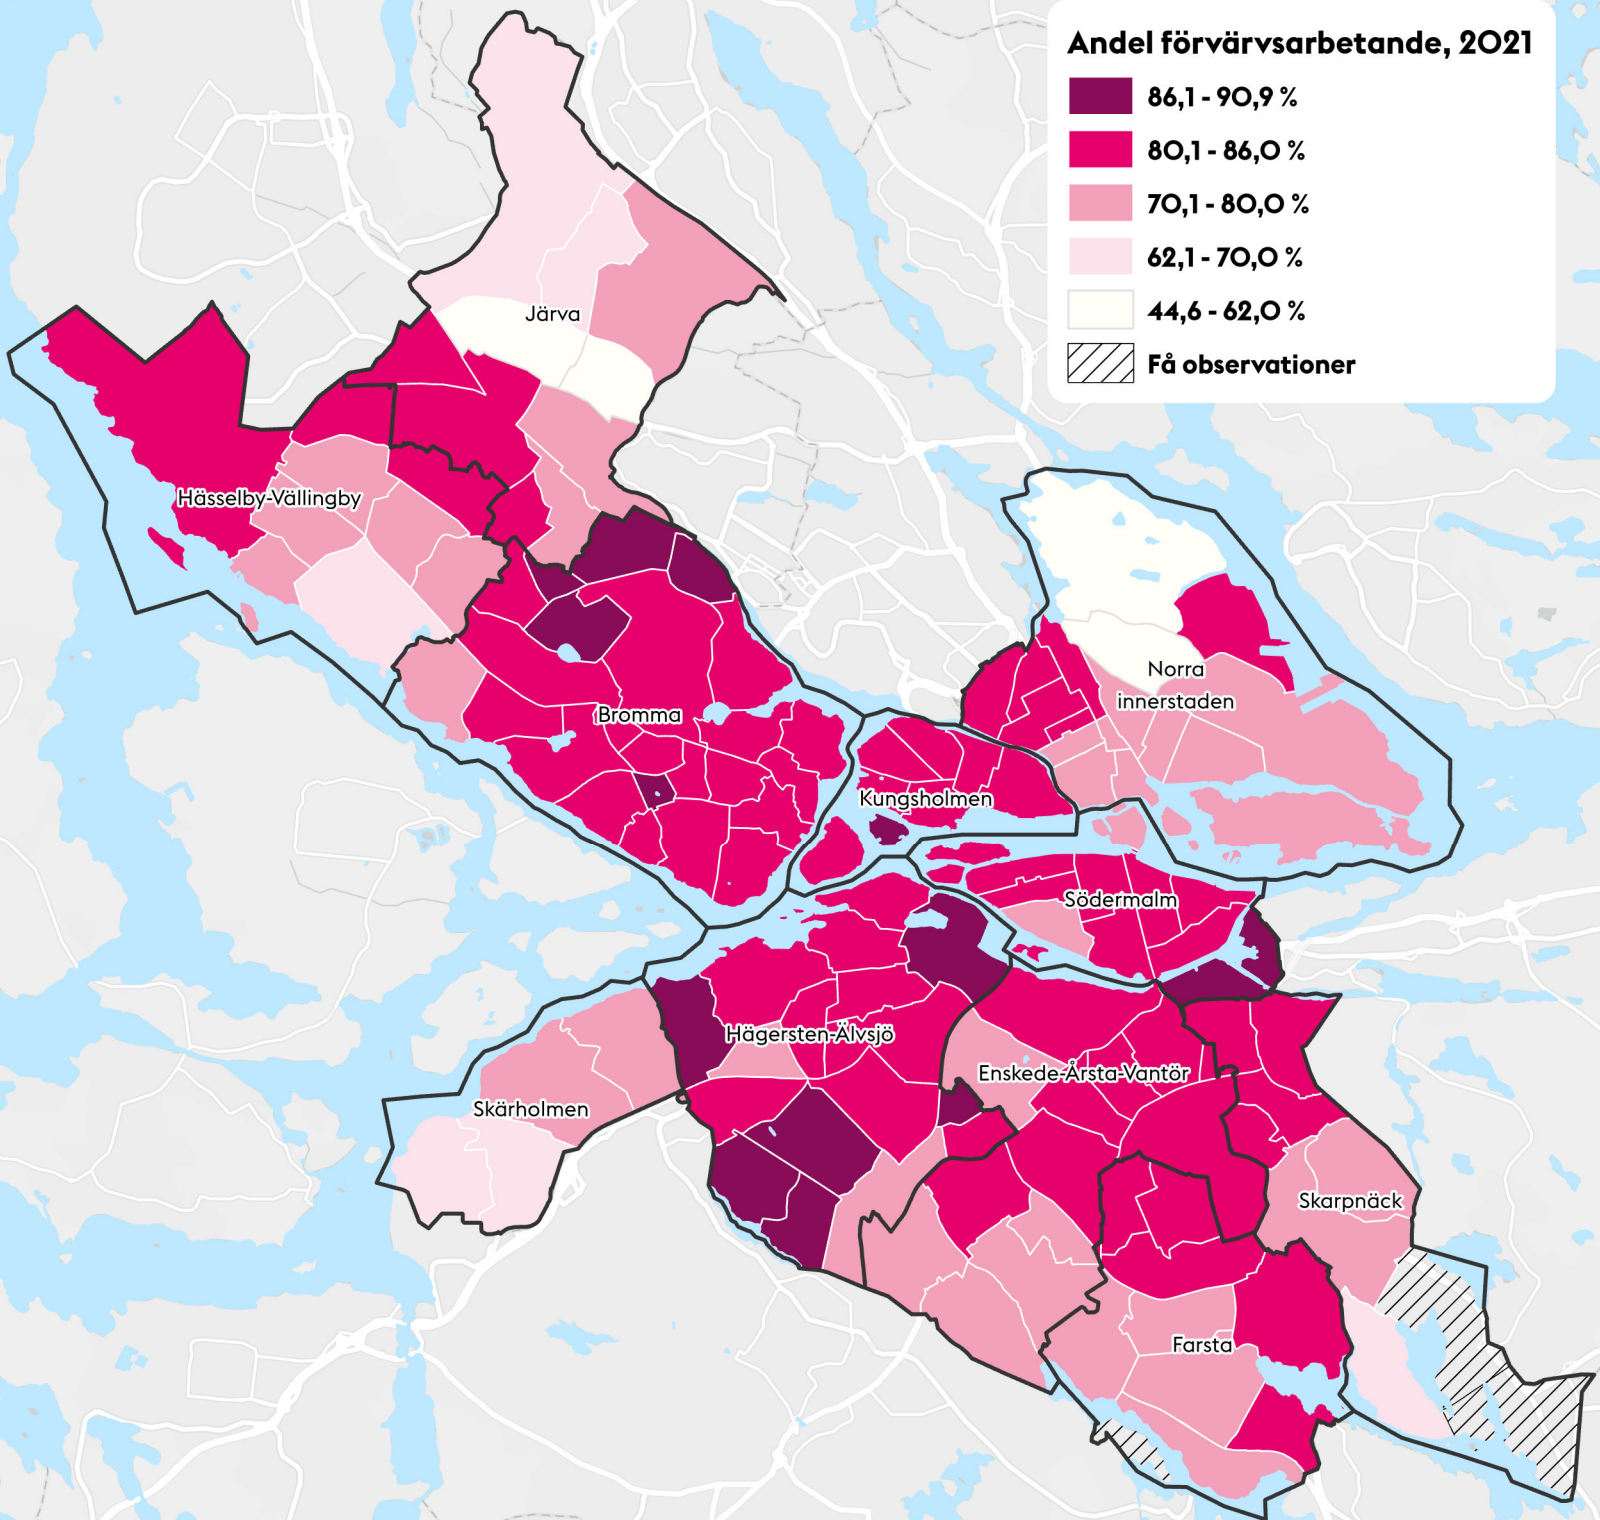 Andel förvärvsarbetande, 2021
86,1 - 90,9 %
80,1 - 86,0 %
70,1 - 80,0 %
62,1 - 70,0 %
44,6 - 62,0 %
Få observationer
Järva
Hässelby-Vällingby
Norra
innerstaden
Bromma
Kungsholmen
Södermalm
Hägersten-Älvsjö
Enskede-Årsta-Vantör
Skärholmen
Skarpnäck
Farsta